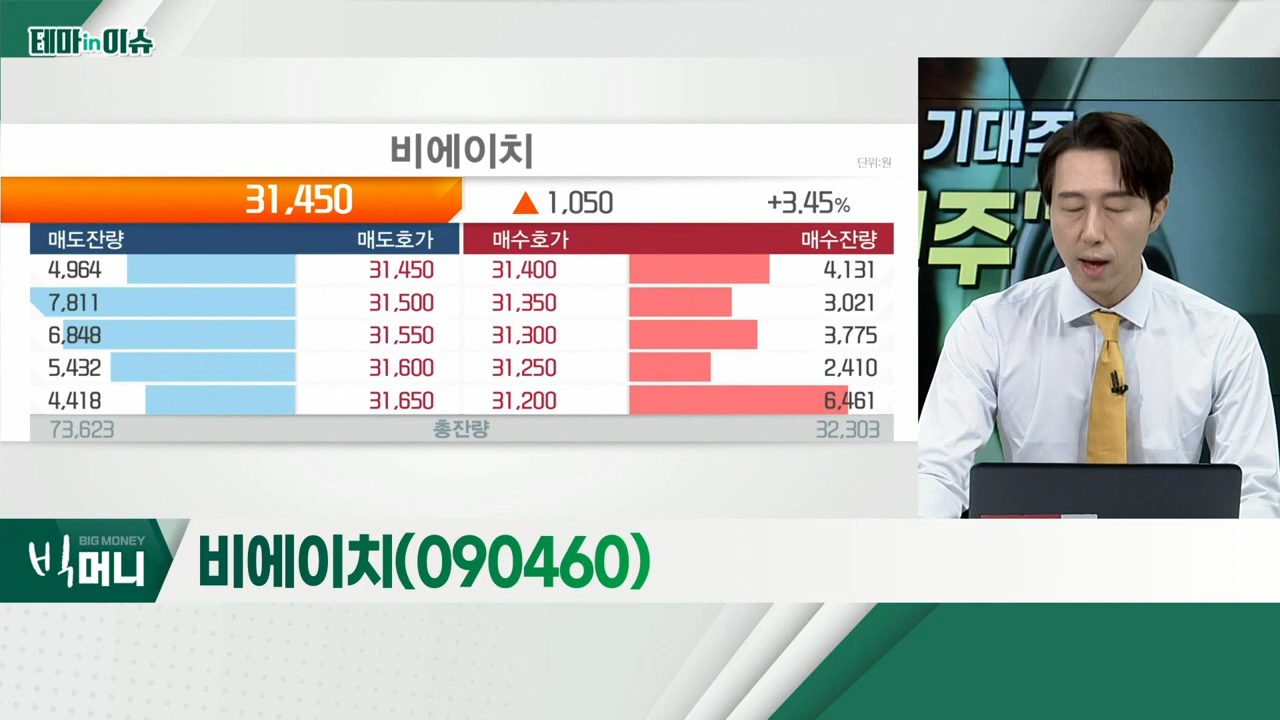 테마in이슈
기대주
주"
비에이치
단위:원
31,450 ▲ 1,050 +3.45%
매도잔량 매도호가 매수호가 매수잔량
4,964 31,450 31,400 4,131
7,811 31,500 31,350 3,021
6,848 31,550 31,300 3,775
5,432 31,600 31,250 2,410
4,418 31,650 31,200 6,461
73,623 총잔량 32,303
BIG MONEY
빅머니
비에이치(090460)